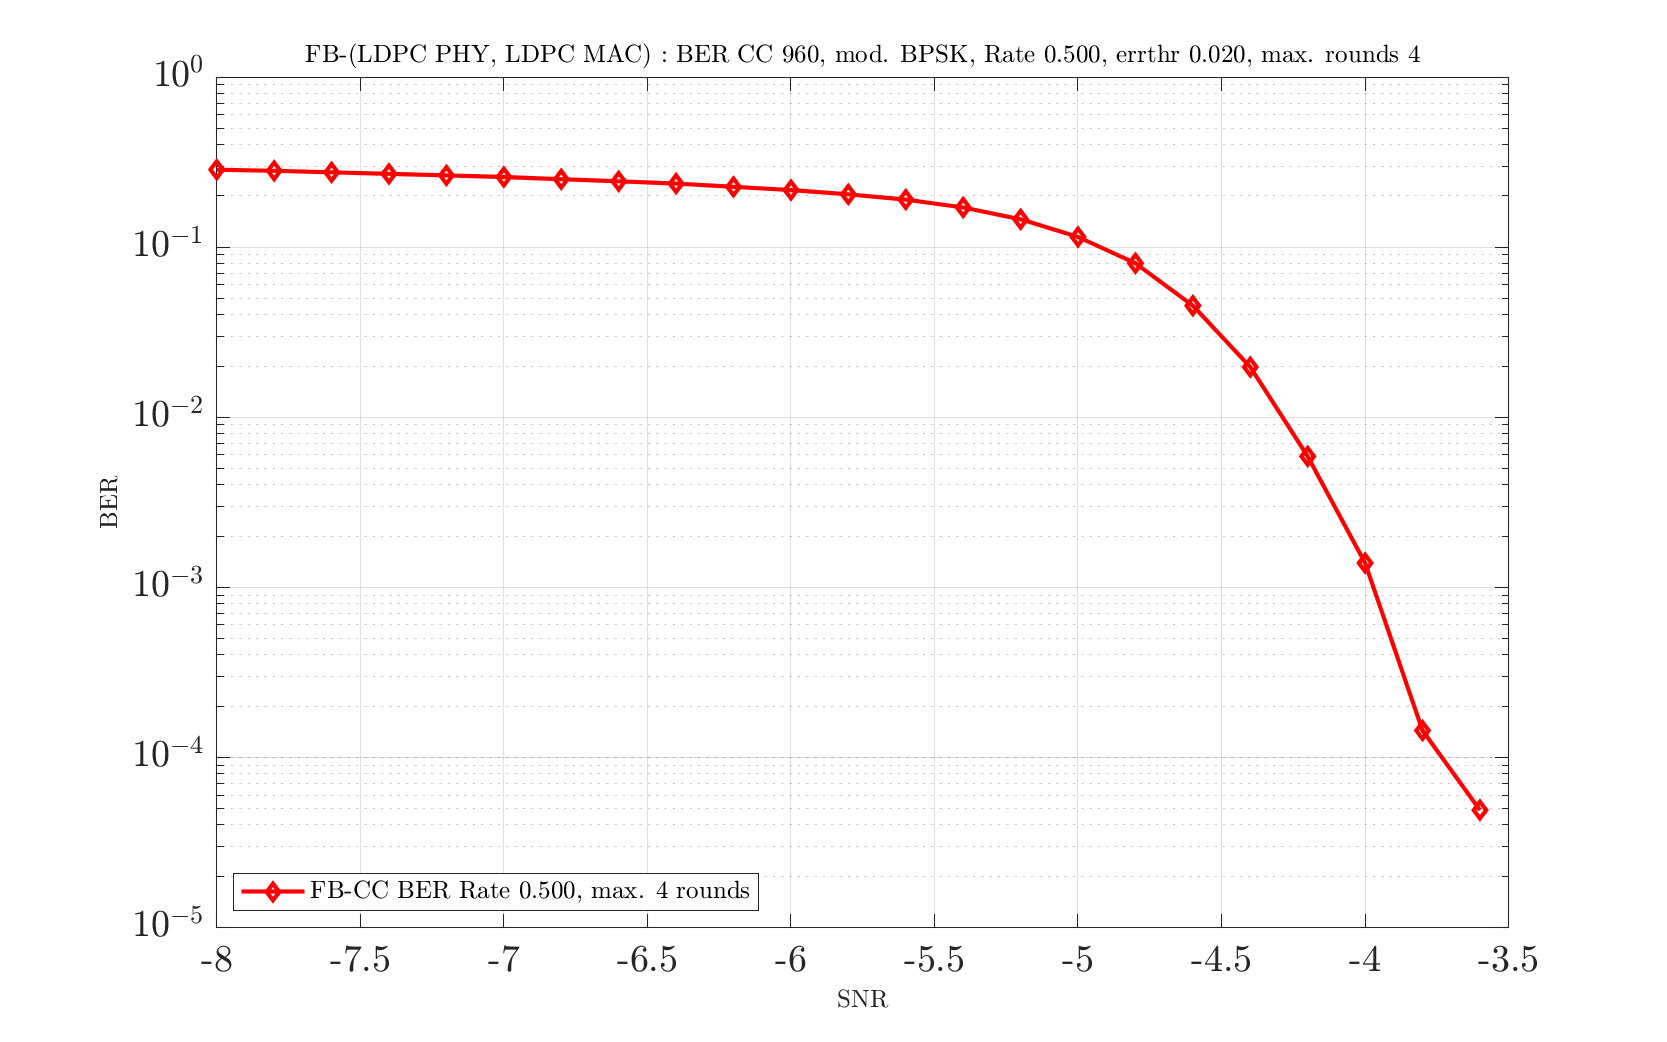 FB-(LDPC PHY, LDPC MAC) : BER CC 960, mod. BPSK, Rate 0.500, errthr 0.020, max. rounds 4
10^0
10^{-1}
10^{-2}
10^{-3}
10^{-4}
10^{-5}
BER
FB-CC BER Rate 0.500, max. 4 rounds
-8 -7.5 -7 -6.5 -6 -5.5 -5 -4.5 -4 -3.5
SNR